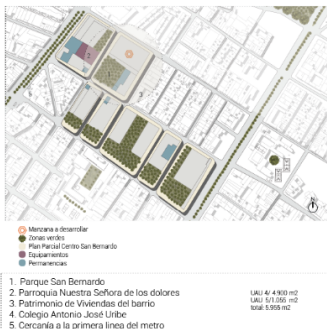 Manzana a desarrollar
Zonas verdes
Plan Parcial Centro San Bernardo
Equipamientos
Permanencias
1. Parque San Bernardo
2. Parroquia Nuestra Señora de los dolores
3. Patrimonio de Viviendas del barrio
4. Colegio Antonio José Uribe
5. Cercanía a la primera linea del metro
UAU 4/ 4.900 m2
UAU 5/1.055 m2
total: 5.955 m2